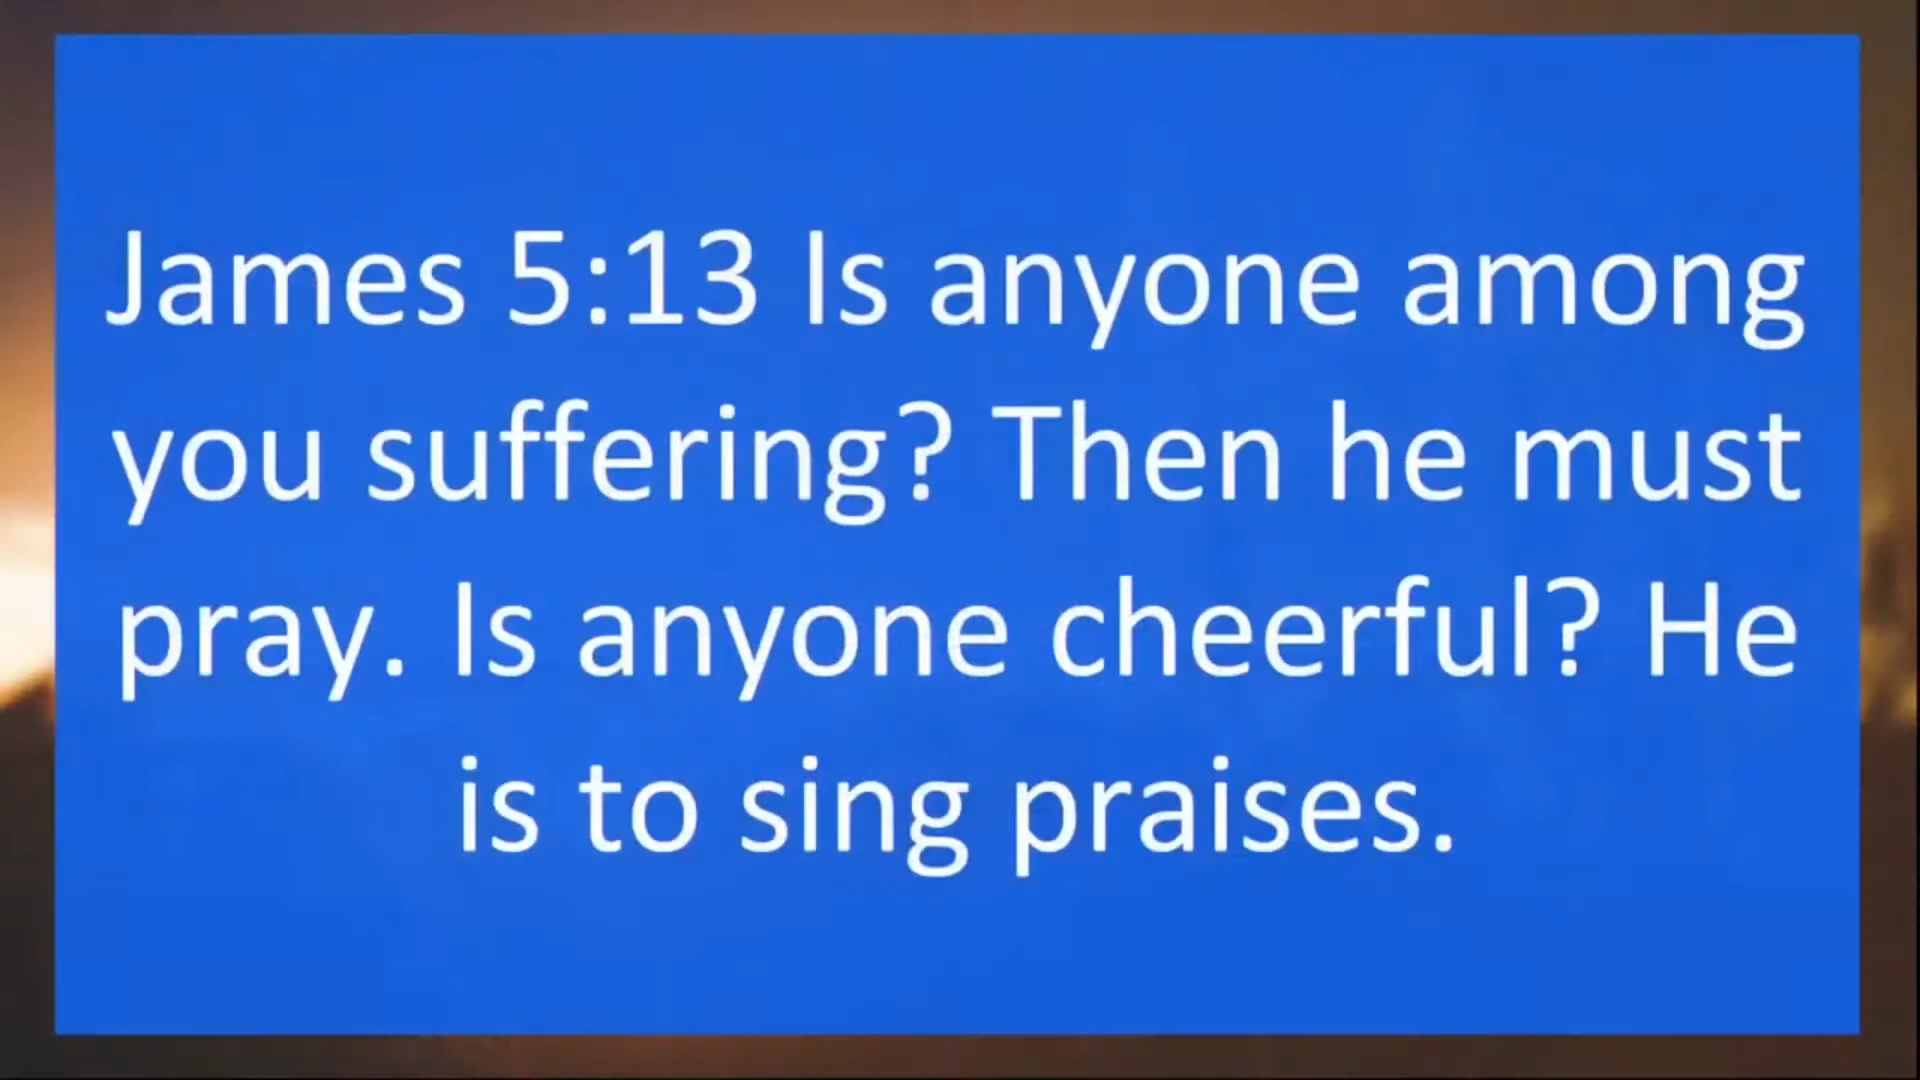 James 5:13 Is anyone among
you suffering? Then he must
pray. Is anyone cheerful? He
is to sing praises.